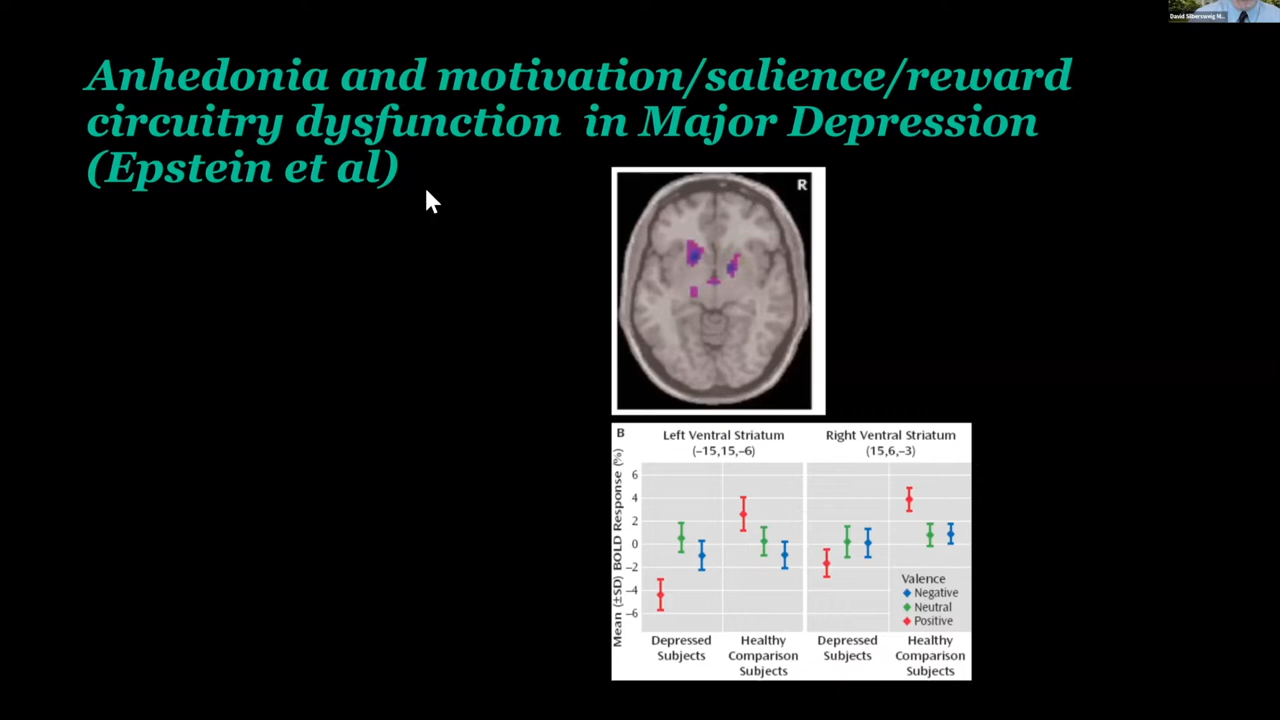 David Silbersweig M...
Anhedonia and motivation/salience/reward
circuitry dysfunction in Major Depression
(Epstein et al)
R
B
Left Ventral Striatum
(–15,15,–6)
Right Ventral Striatum
(15,6,–3)
Mean (±SD) BOLD Response (%)
6
4
2
0
–2
–4
–6
Valence
Negative
Neutral
Positive
Depressed
Subjects
Healthy
Comparison
Subjects
Depressed
Subjects
Healthy
Comparison
Subjects